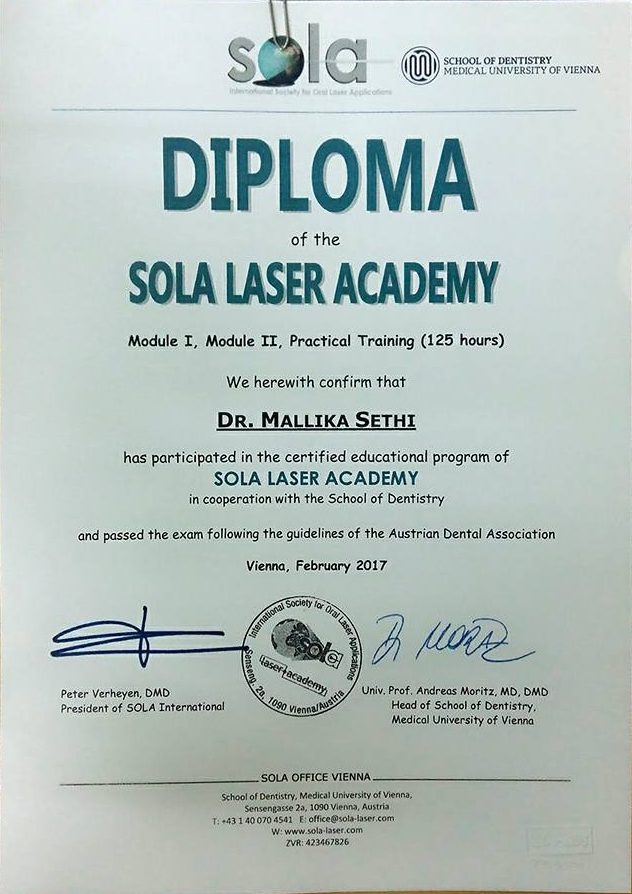 sola
International Society for Oral Laser Applications
SCHOOL OF DENTISTRY
MEDICAL UNIVERSITY OF VIENNA
DIPLOMA
of the
SOLA LASER ACADEMY
Module I, Module II, Practical Training (125 hours)
We herewith confirm that
DR. MALLIKA SETHI
has participated in the certified educational program of
SOLA LASER ACADEMY
in cooperation with the School of Dentistry
and passed the exam following the guidelines of the Austrian Dental Association
Vienna, February 2017
International Society for Oral Laser Applications
sola
laser academy
Senseng. 2a, 1090 Vienna/Austria
Peter Verheyen, DMD
President of SOLA International
Univ. Prof. Andreas Moritz, MD, DMD
Head of School of Dentistry,
Medical University of Vienna
SOLA OFFICE VIENNA
School of Dentistry, Medical University of Vienna,
Sensengasse 2a, 1090 Vienna, Austria
T: +43 1 40 070 4541 E: office@sola-laser.com
W: www.sola-laser.com
ZVR: 423467826